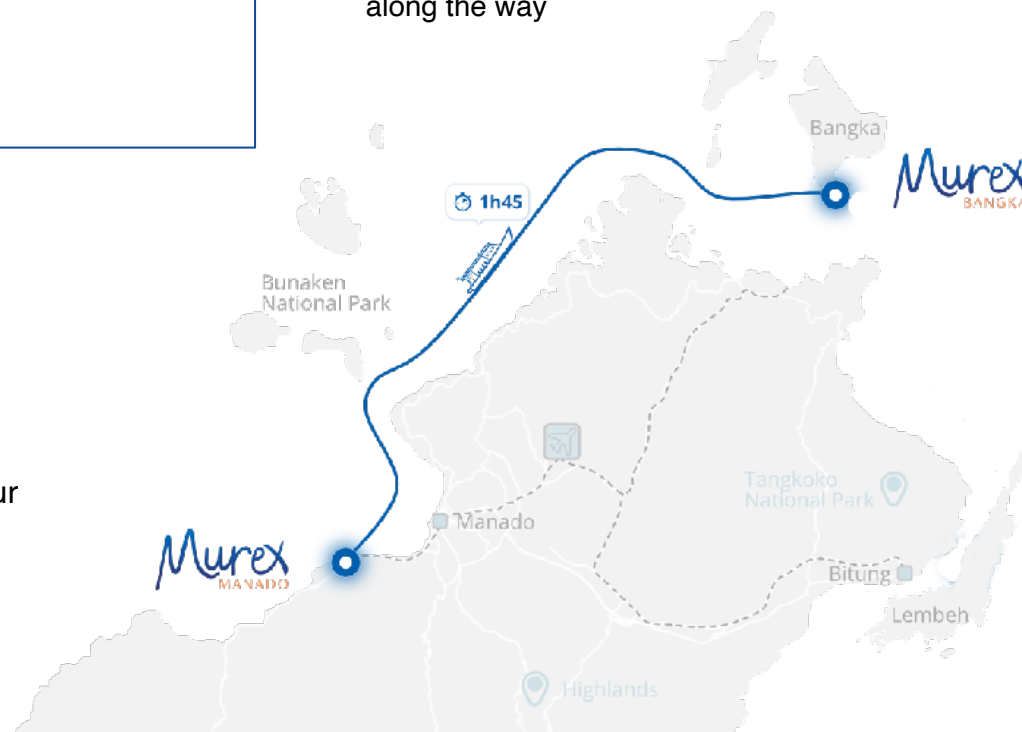 along the way
Bangka
Murex
BANGKA
1h45
Bunaken
National Park
Tangkoko
National Park
ur
Manado
Murex
MANADO
Bitung
Lembeh
Highlands